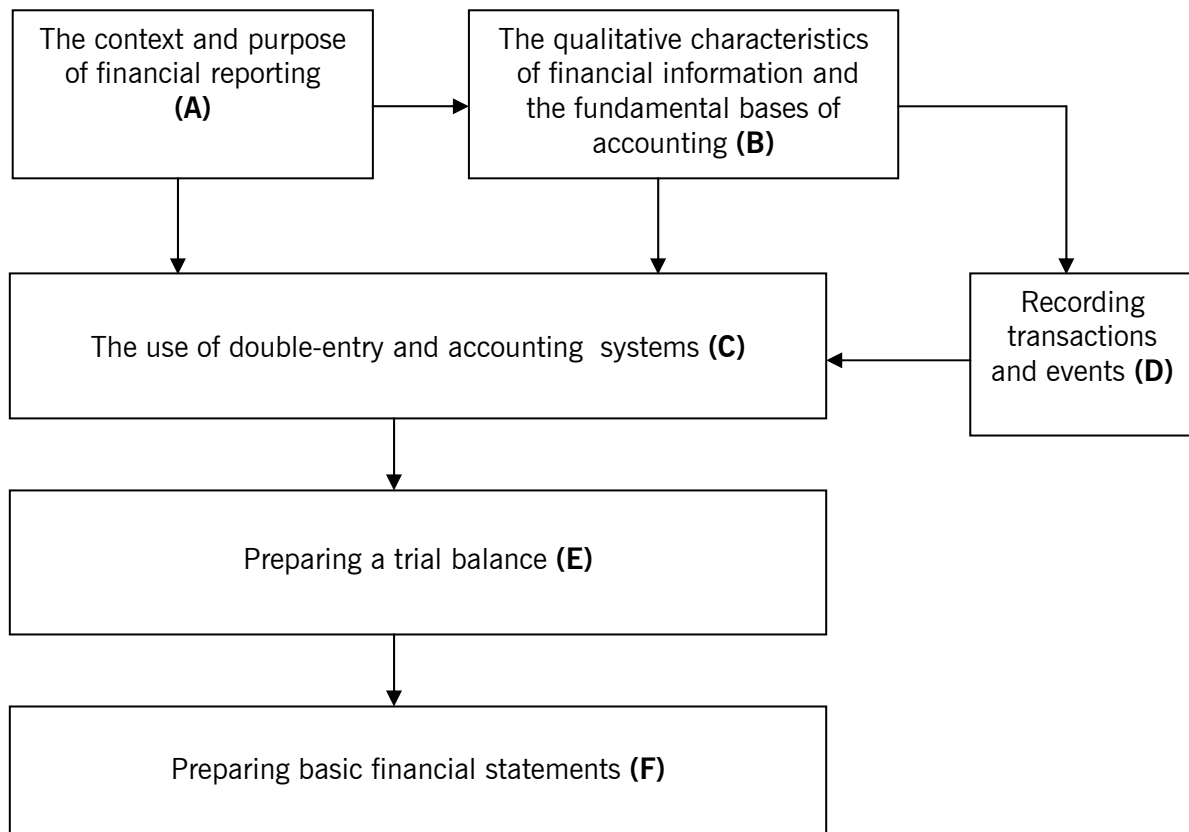 The context and purpose
of financial reporting
(A)
The qualitative characteristics
of financial information and
the fundamental bases of
accounting (B)
The use of double-entry and accounting systems (C)
Recording
transactions
and events (D)
Preparing a trial balance (E)
Preparing basic financial statements (F)